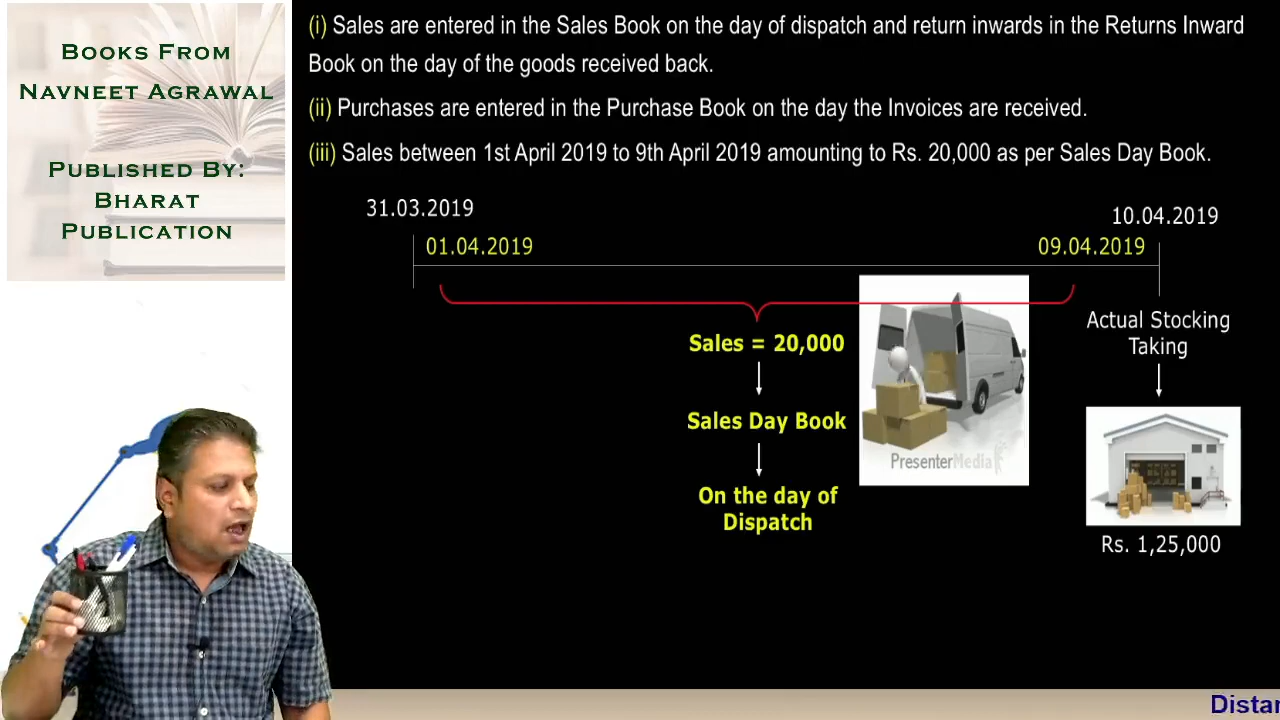 BOOKS FROM
NAVNEET AGRAWAL
PUBLISHED BY:
BHARAT
PUBLICATION
(i) Sales are entered in the Sales Book on the day of dispatch and return inwards in the Returns Inward
Book on the day of the goods received back.
(ii) Purchases are entered in the Purchase Book on the day the Invoices are received.
(iii) Sales between 1st April 2019 to 9th April 2019 amounting to Rs. 20,000 as per Sales Day Book.
31.03.2019
10.04.2019
01.04.2019
09.04.2019
Sales = 20,000
Actual Stocking
Taking
Sales Day Book
PresenterMedia
On the day of
Dispatch
Rs. 1,25,000
Distan